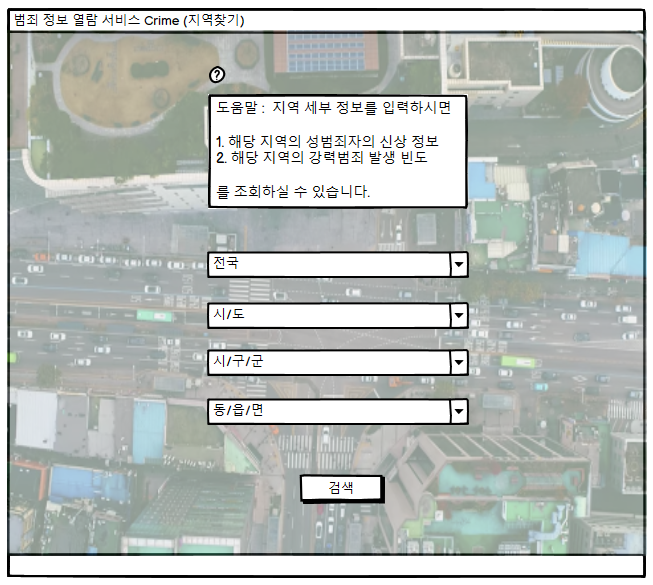 범죄 정보 열람 서비스 Crime (지역찾기)
?
도움말 : 지역 세부 정보를 입력하시면
1. 해당 지역의 성범죄자의 신상 정보
2. 해당 지역의 강력범죄 발생 빈도
를 조회하실 수 있습니다.
전국
시/도
시/구/군
동/읍/면
검색